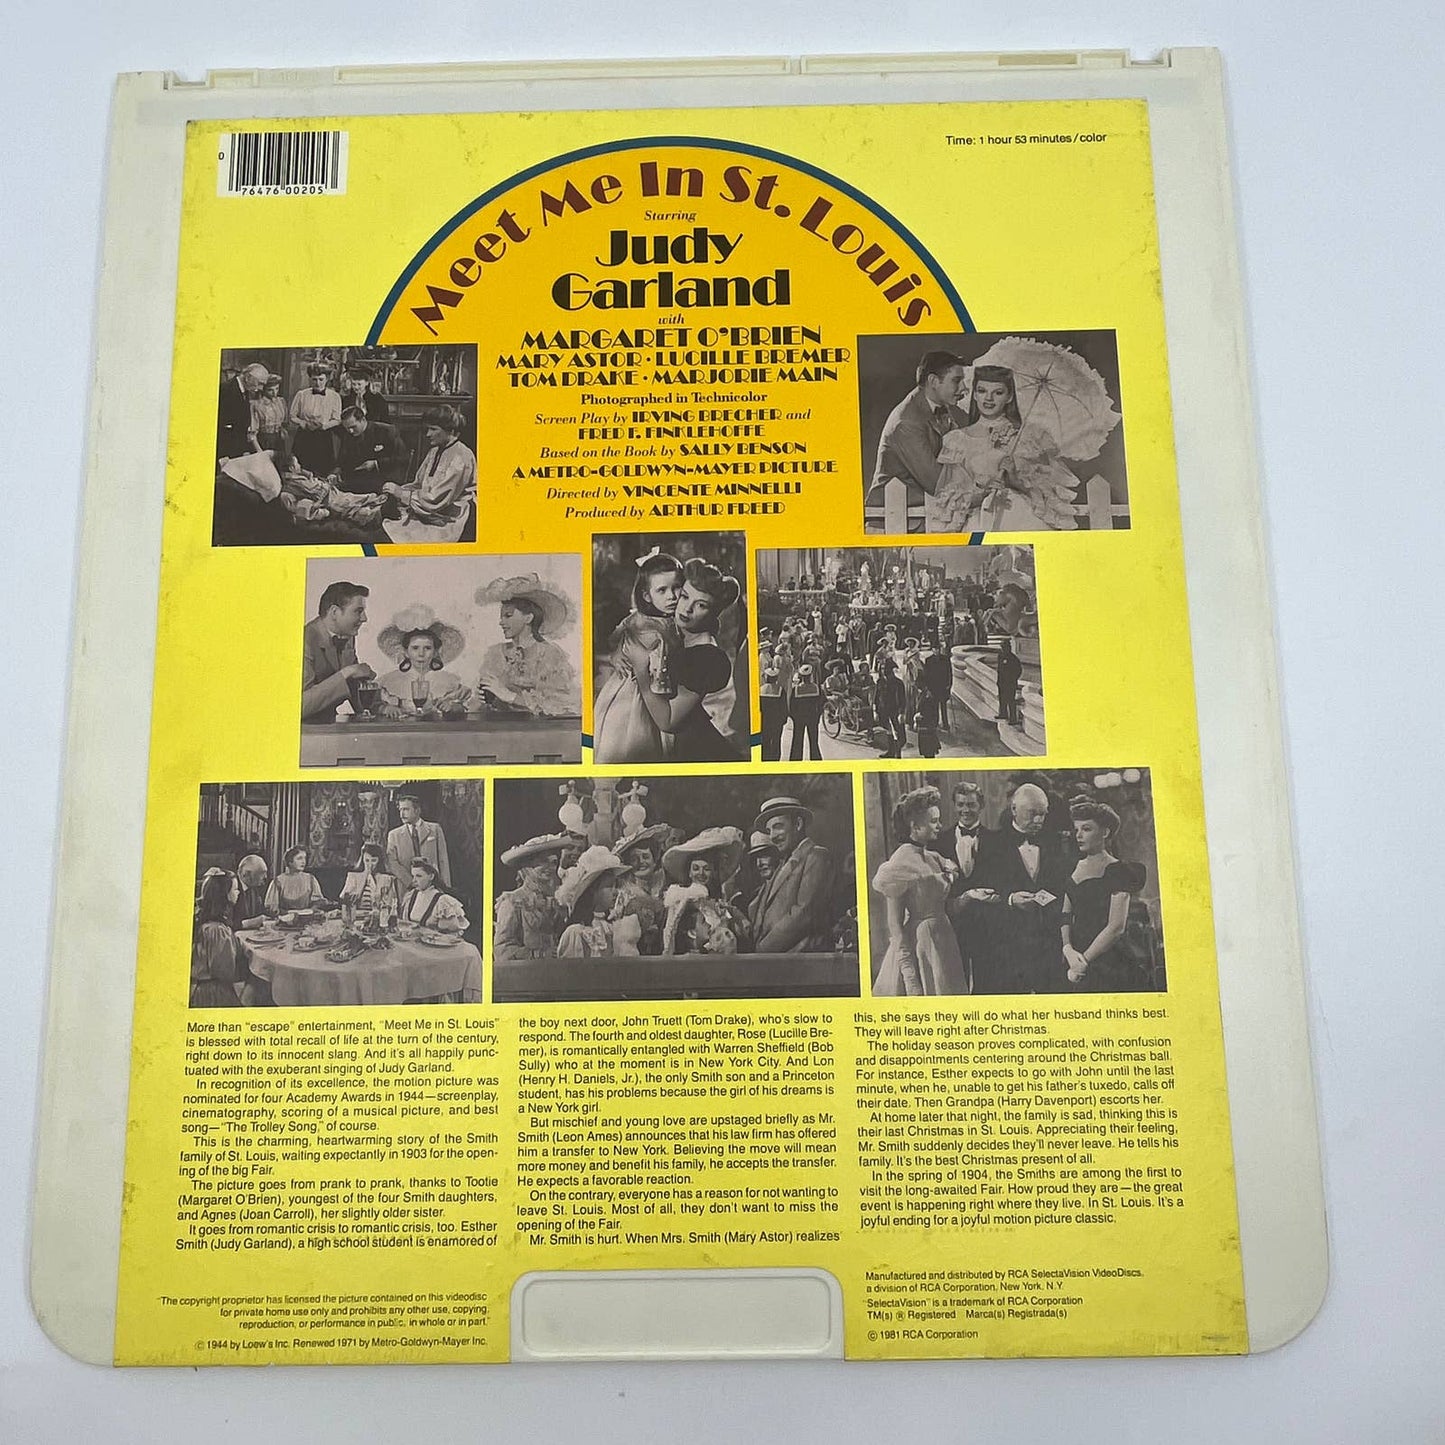 0
76476 00205
Time: 1 hour 53 minutes/color
Meet Me In St. Louis
Starring
Judy
Garland
with
MARGARET O'BRIEN
MARY ASTOR · LUCILLE BREMER
TOM DRAKE · MARJORIE MAIN
Photographed in Technicolor
Screen Play by IRVING BRECHER and
FRED F. FINKLEHOFFE
Based on the Book by SALLY BENSON
A METRO-GOLDWYN-MAYER PICTURE
Directed by VINCENTE MINNELLI
Produced by ARTHUR FREED
More than "escape" entertainment, "Meet Me in St. Louis"
is blessed with total recall of life at the turn of the century,
right down to its innocent slang. And it's all happily punc-
tuated with the exuberant singing of Judy Garland.
In recognition of its excellence, the motion picture was
nominated for four Academy Awards in 1944—screenplay,
cinematography, scoring of a musical picture, and best
song—"The Trolley Song," of course.
This is the charming, heartwarming story of the Smith
family of St. Louis, waiting expectantly in 1903 for the open-
ing of the big Fair.
The picture goes from prank to prank, thanks to Tootie
(Margaret O'Brien), youngest of the four Smith daughters,
and Agnes (Joan Carroll), her slightly older sister.
It goes from romantic crisis to romantic crisis, too. Esther
Smith (Judy Garland), a high school student is enamored of
the boy next door, John Truett (Tom Drake), who's slow to
respond. The fourth and oldest daughter, Rose (Lucille Bre-
mer), is romantically entangled with Warren Sheffield (Bob
Sully) who at the moment is in New York City. And Lon
(Henry H. Daniels, Jr.), the only Smith son and a Princeton
student, has his problems because the girl of his dreams is
a New York girl.
But mischief and young love are upstaged briefly as Mr.
Smith (Leon Ames) announces that his law firm has offered
him a transfer to New York. Believing the move will mean
more money and benefit his family, he accepts the transfer.
He expects a favorable reaction.
On the contrary, everyone has a reason for not wanting to
leave St. Louis. Most of all, they don't want to miss the
opening of the Fair.
Mr. Smith is hurt. When Mrs. Smith (Mary Astor) realizes
this, she says they will do what her husband thinks best.
They will leave right after Christmas.
The holiday season proves complicated, with confusion
and disappointments centering around the Christmas ball.
For instance, Esther expects to go with John until the last
minute, when he, unable to get his father's tuxedo, calls off
their date. Then Grandpa (Harry Davenport) escorts her.
At home later that night, the family is sad, thinking this is
their last Christmas in St. Louis. Appreciating their feeling,
Mr. Smith suddenly decides they'll never leave. He tells his
family. It's the best Christmas present of all.
In the spring of 1904, the Smiths are among the first to
visit the long-awaited Fair. How proud they are—the great
event is happening right where they live. In St. Louis. It's a
joyful ending for a joyful motion picture classic.
"The copyright proprietor has licensed the picture contained on this videodisc
for private home use only and prohibits any other use, copying,
reproduction, or performance in public, in whole or in part."
© 1944 by Loew's Inc. Renewed 1971 by Metro-Goldwyn-Mayer Inc.
Manufactured and distributed by RCA SelectaVision VideoDiscs,
a division of RCA Corporation, New York, N.Y.
"SelectaVision" is a trademark of RCA Corporation
TM(s) ® Registered Marca(s) Registrada(s)
© 1981 RCA Corporation